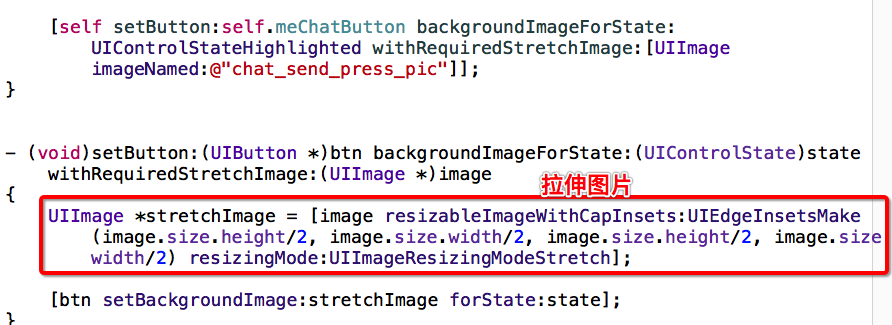 [self setButton:self.meChatButton backgroundImageForState:
UIControlStateHighlighted withRequiredStretchImage:[UIImage
imageNamed:@"chat_send_press_pic"]];
}
- (void)setButton:(UIButton *)btn backgroundImageForState:(UIControlState)state
withRequiredStretchImage:(UIImage *)image
拉伸图片
{
UIImage *stretchImage = [image resizableImageWithCapInsets:UIEdgeInsetsMake
(image.size.height/2, image.size.width/2, image.size.height/2, image.size
width/2) resizingMode:UIImageResizingModeStretch];
[btn setBackgroundImage:stretchImage forState:state];
}